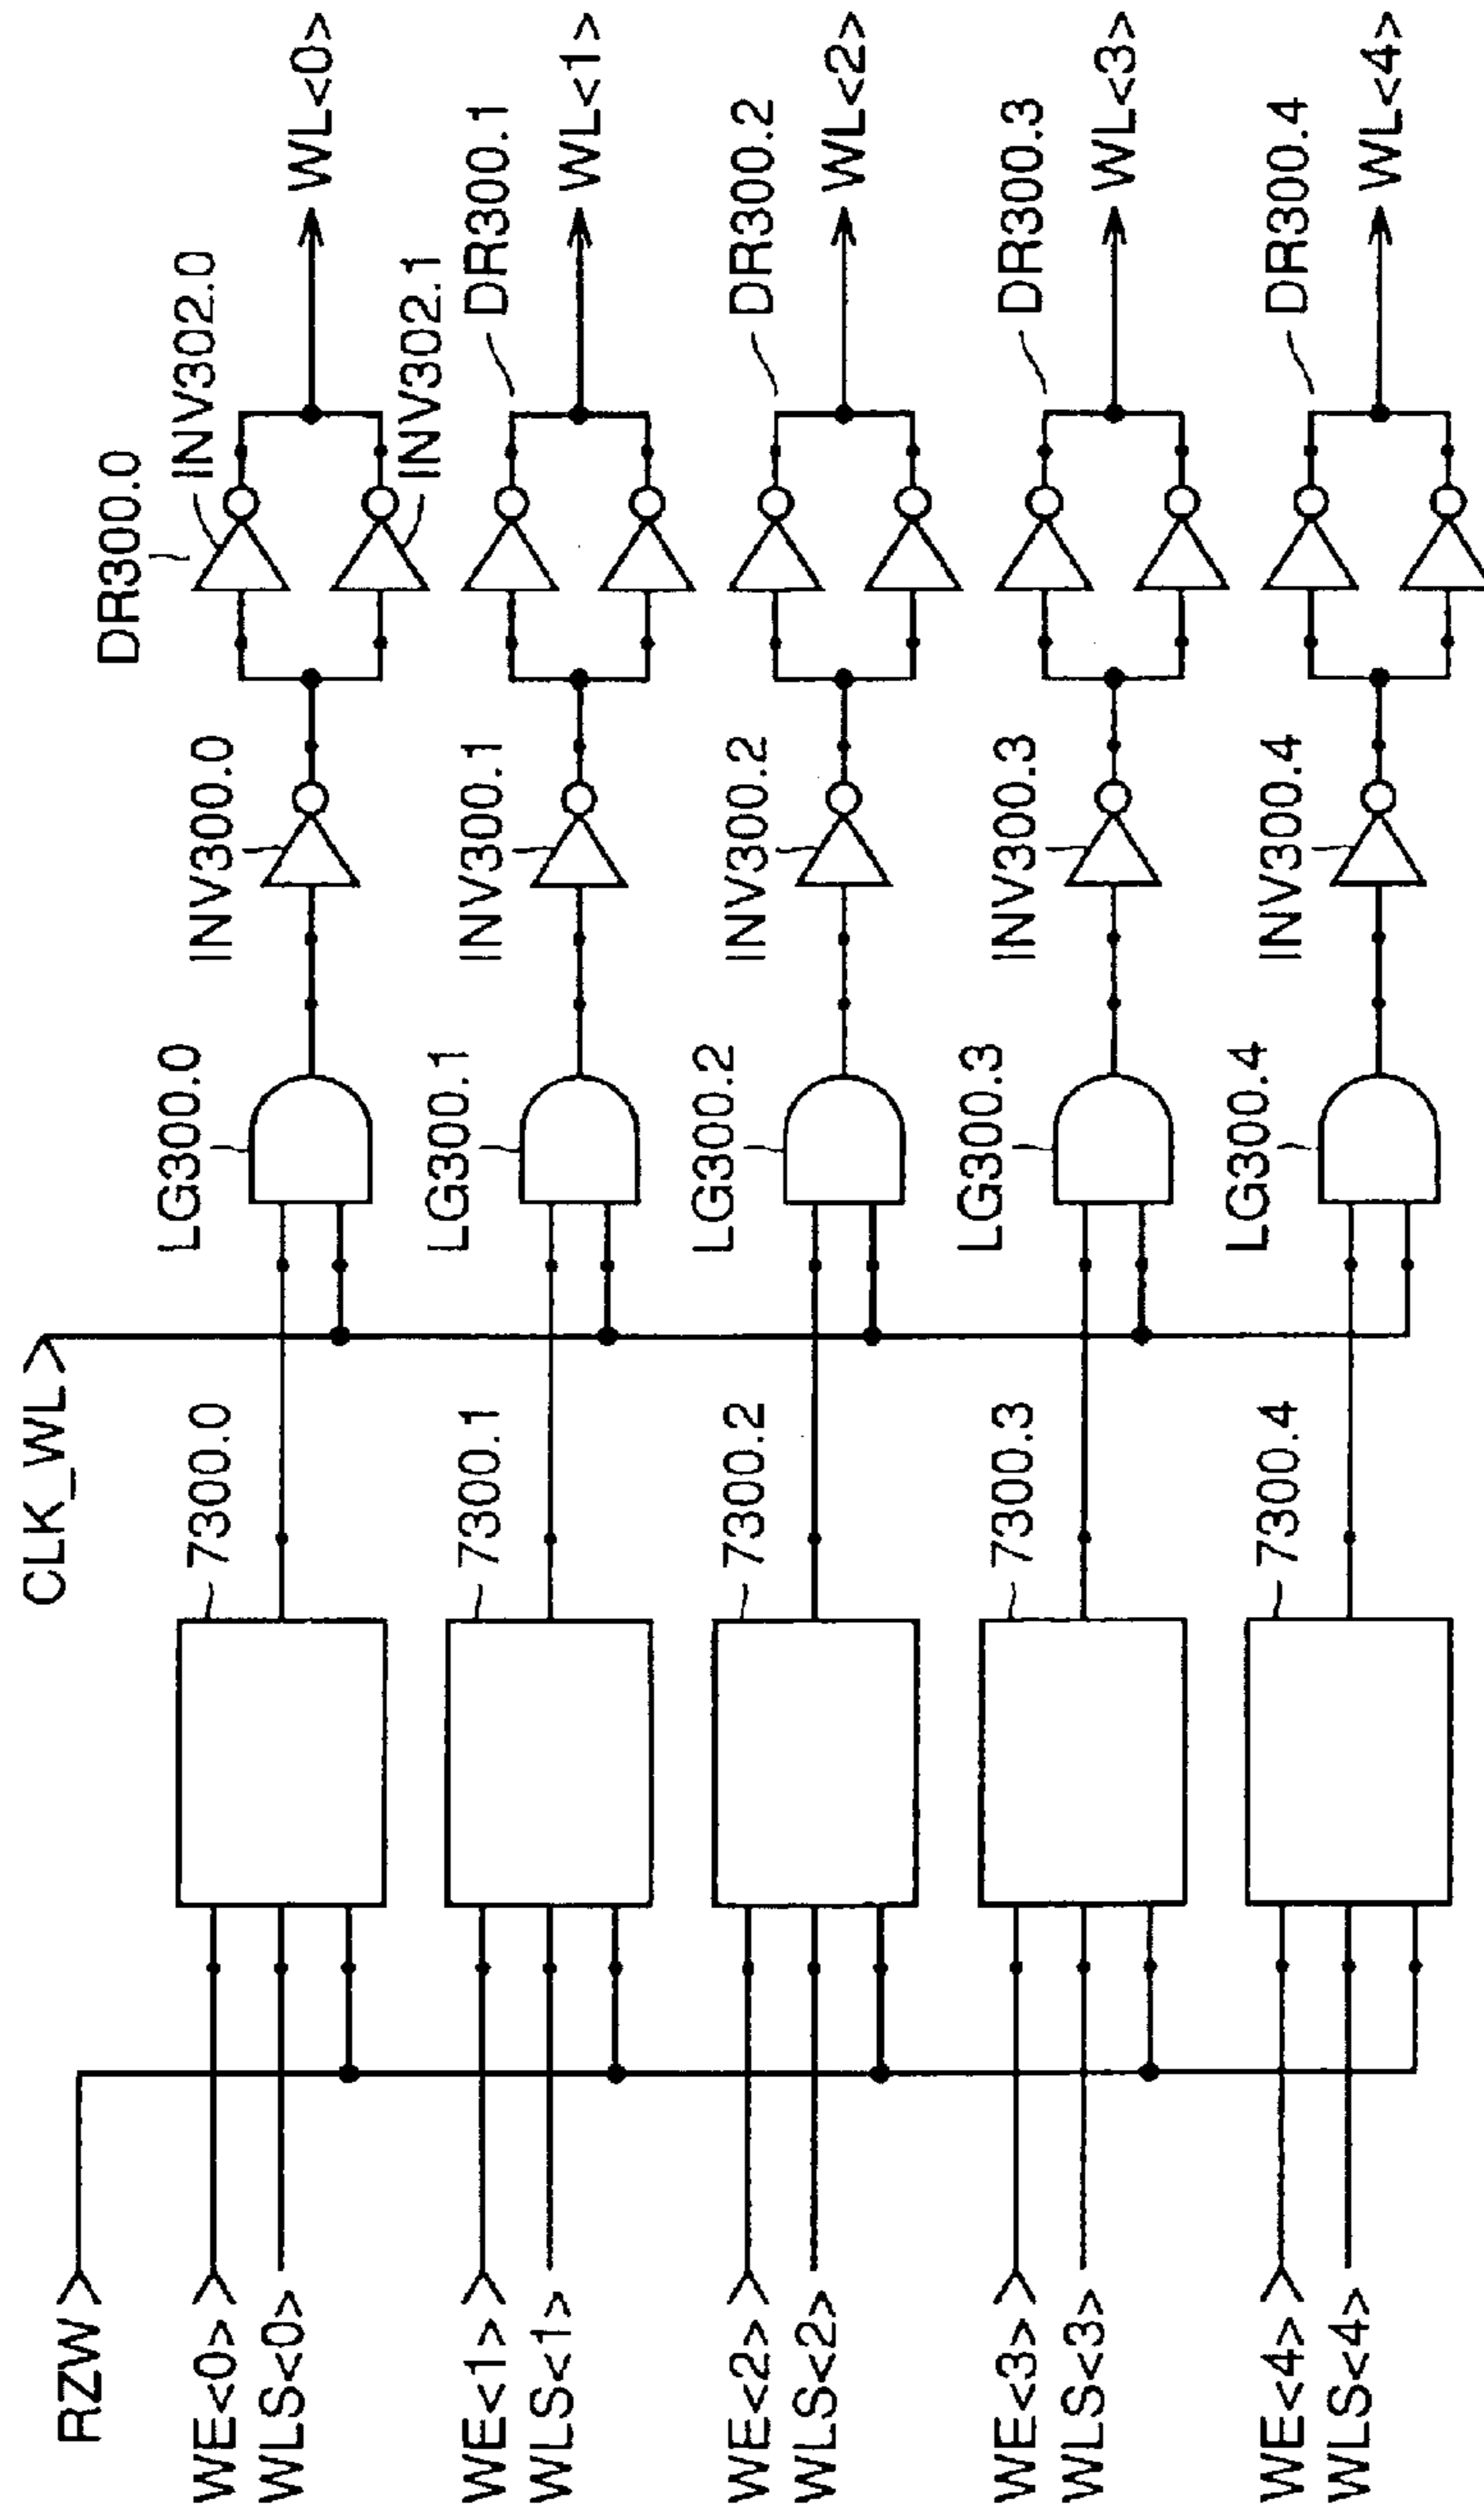 CLK_WL
RZW
DR300.0
INV302.0
WL<0>
INV302.1
LG300.0
INV300.0
7300.0
WE<0>
WLS<0>
DR300.1
WL<1>
LG300.1
INV300.1
7300.1
WE<1>
WLS<1>
DR300.2
WL<2>
LG300.2
INV300.2
7300.2
WE<2>
WLS<2>
DR300.3
WL<3>
LG300.3
INV300.3
7300.3
WE<3>
WLS<3>
DR300.4
WL<4>
LG300.4
INV300.4
7300.4
WE<4>
WLS<4>